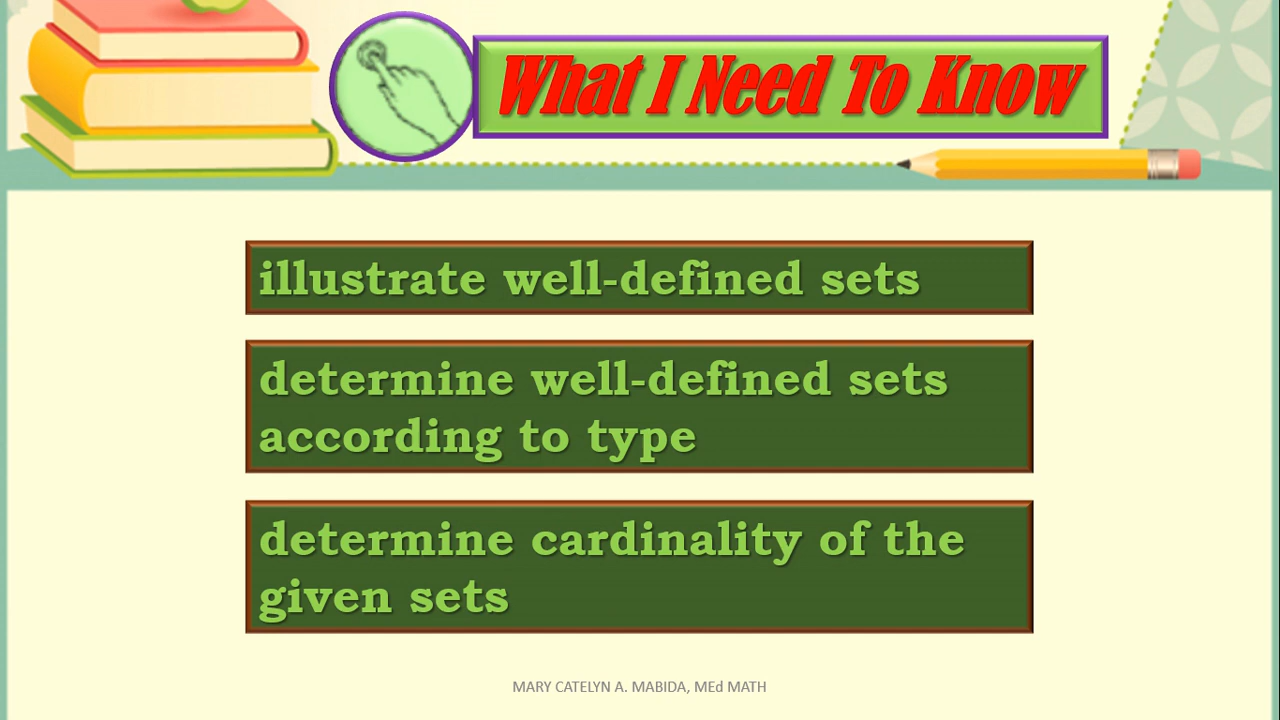 What I Need To Know
illustrate well-defined sets
determine well-defined sets
according to type
determine cardinality of the
given sets
MARY CATELYN A. MABIDA, MEd MATH